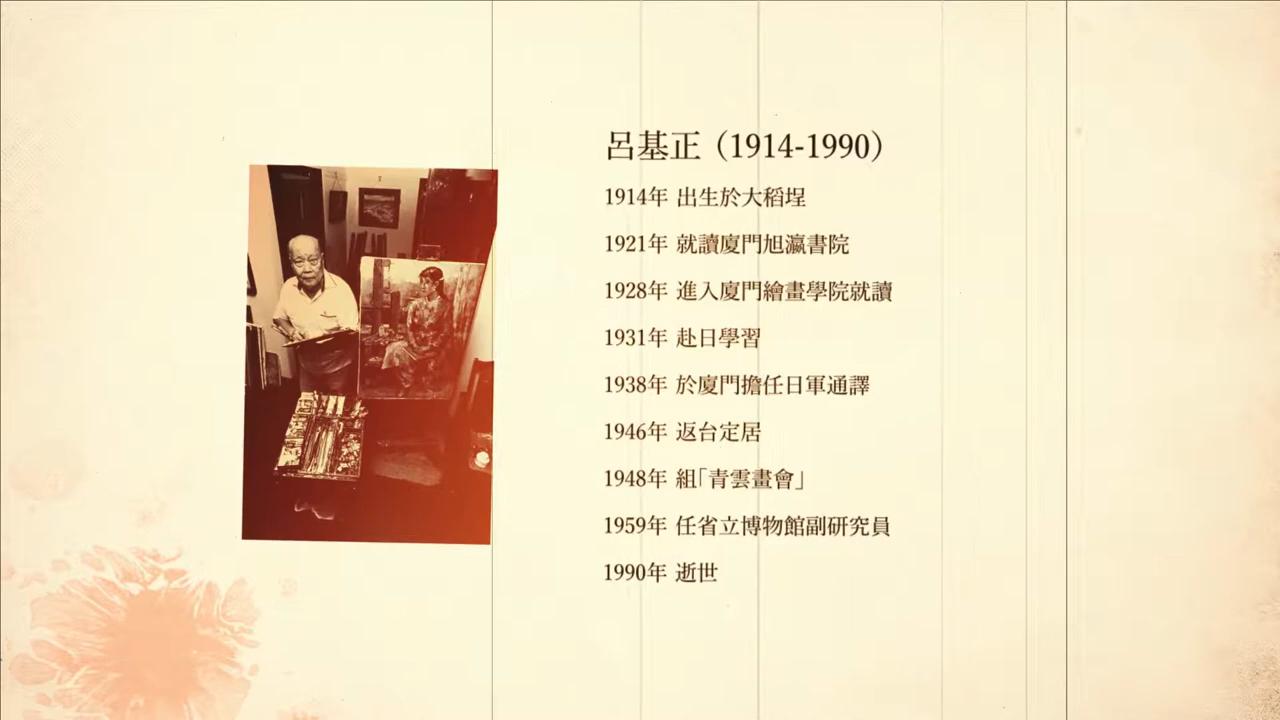 呂基正（1914-1990）
1914年 出生於大稻埕
1921年 就讀廈門旭瀛書院
1928年 進入廈門繪畫學院就讀
1931年 赴日學習
1938年 於廈門擔任日軍通譯
1946年 返台定居
1948年 組「青雲畫會」
1959年 任省立博物館副研究員
1990年 逝世